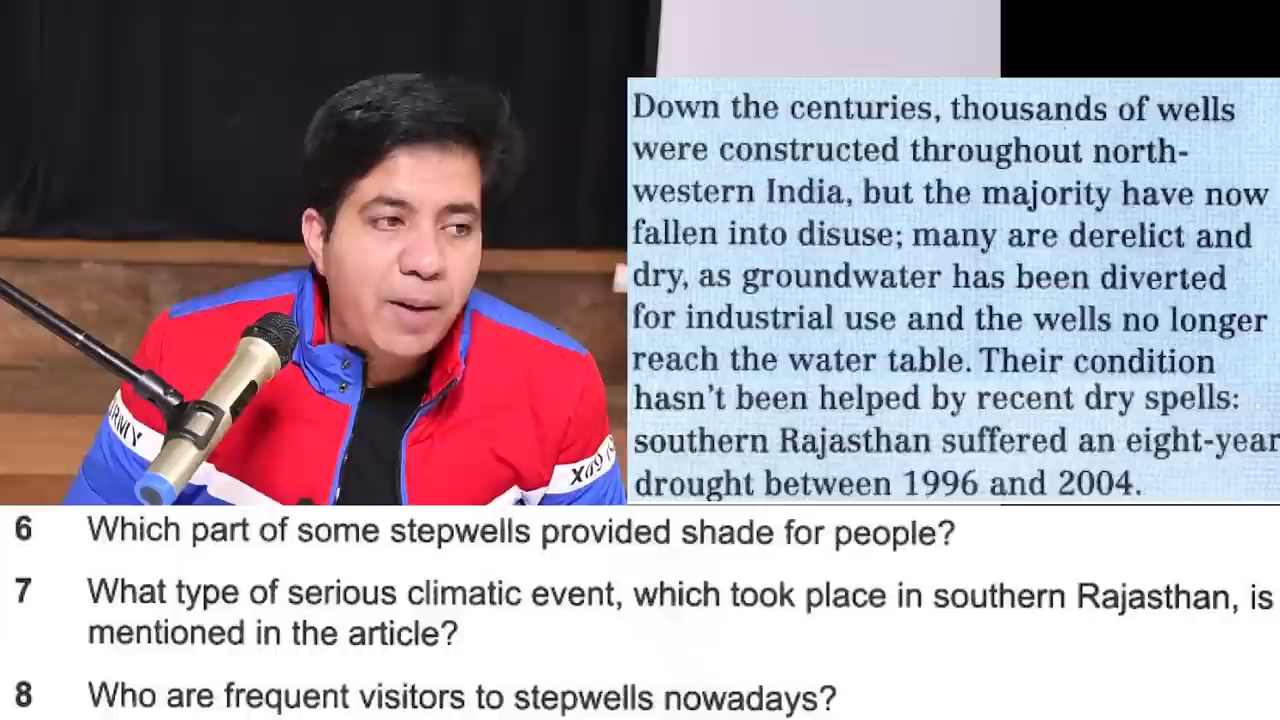 Down the centuries, thousands of wells
were constructed throughout north-
western India, but the majority have now
fallen into disuse; many are derelict and
dry, as groundwater has been diverted
for industrial use and the wells no longer
reach the water table. Their condition
hasn't been helped by recent dry spells:
southern Rajasthan suffered an eight-year
drought between 1996 and 2004.
6 Which part of some stepwells provided shade for people?
7 What type of serious climatic event, which took place in southern Rajasthan, is
mentioned in the article?
8 Who are frequent visitors to stepwells nowadays?